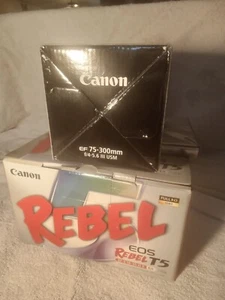 Canon
EF 75-300mm
f/4-5.6 III USM
Canon
REBEL
EOS
REBEL T5